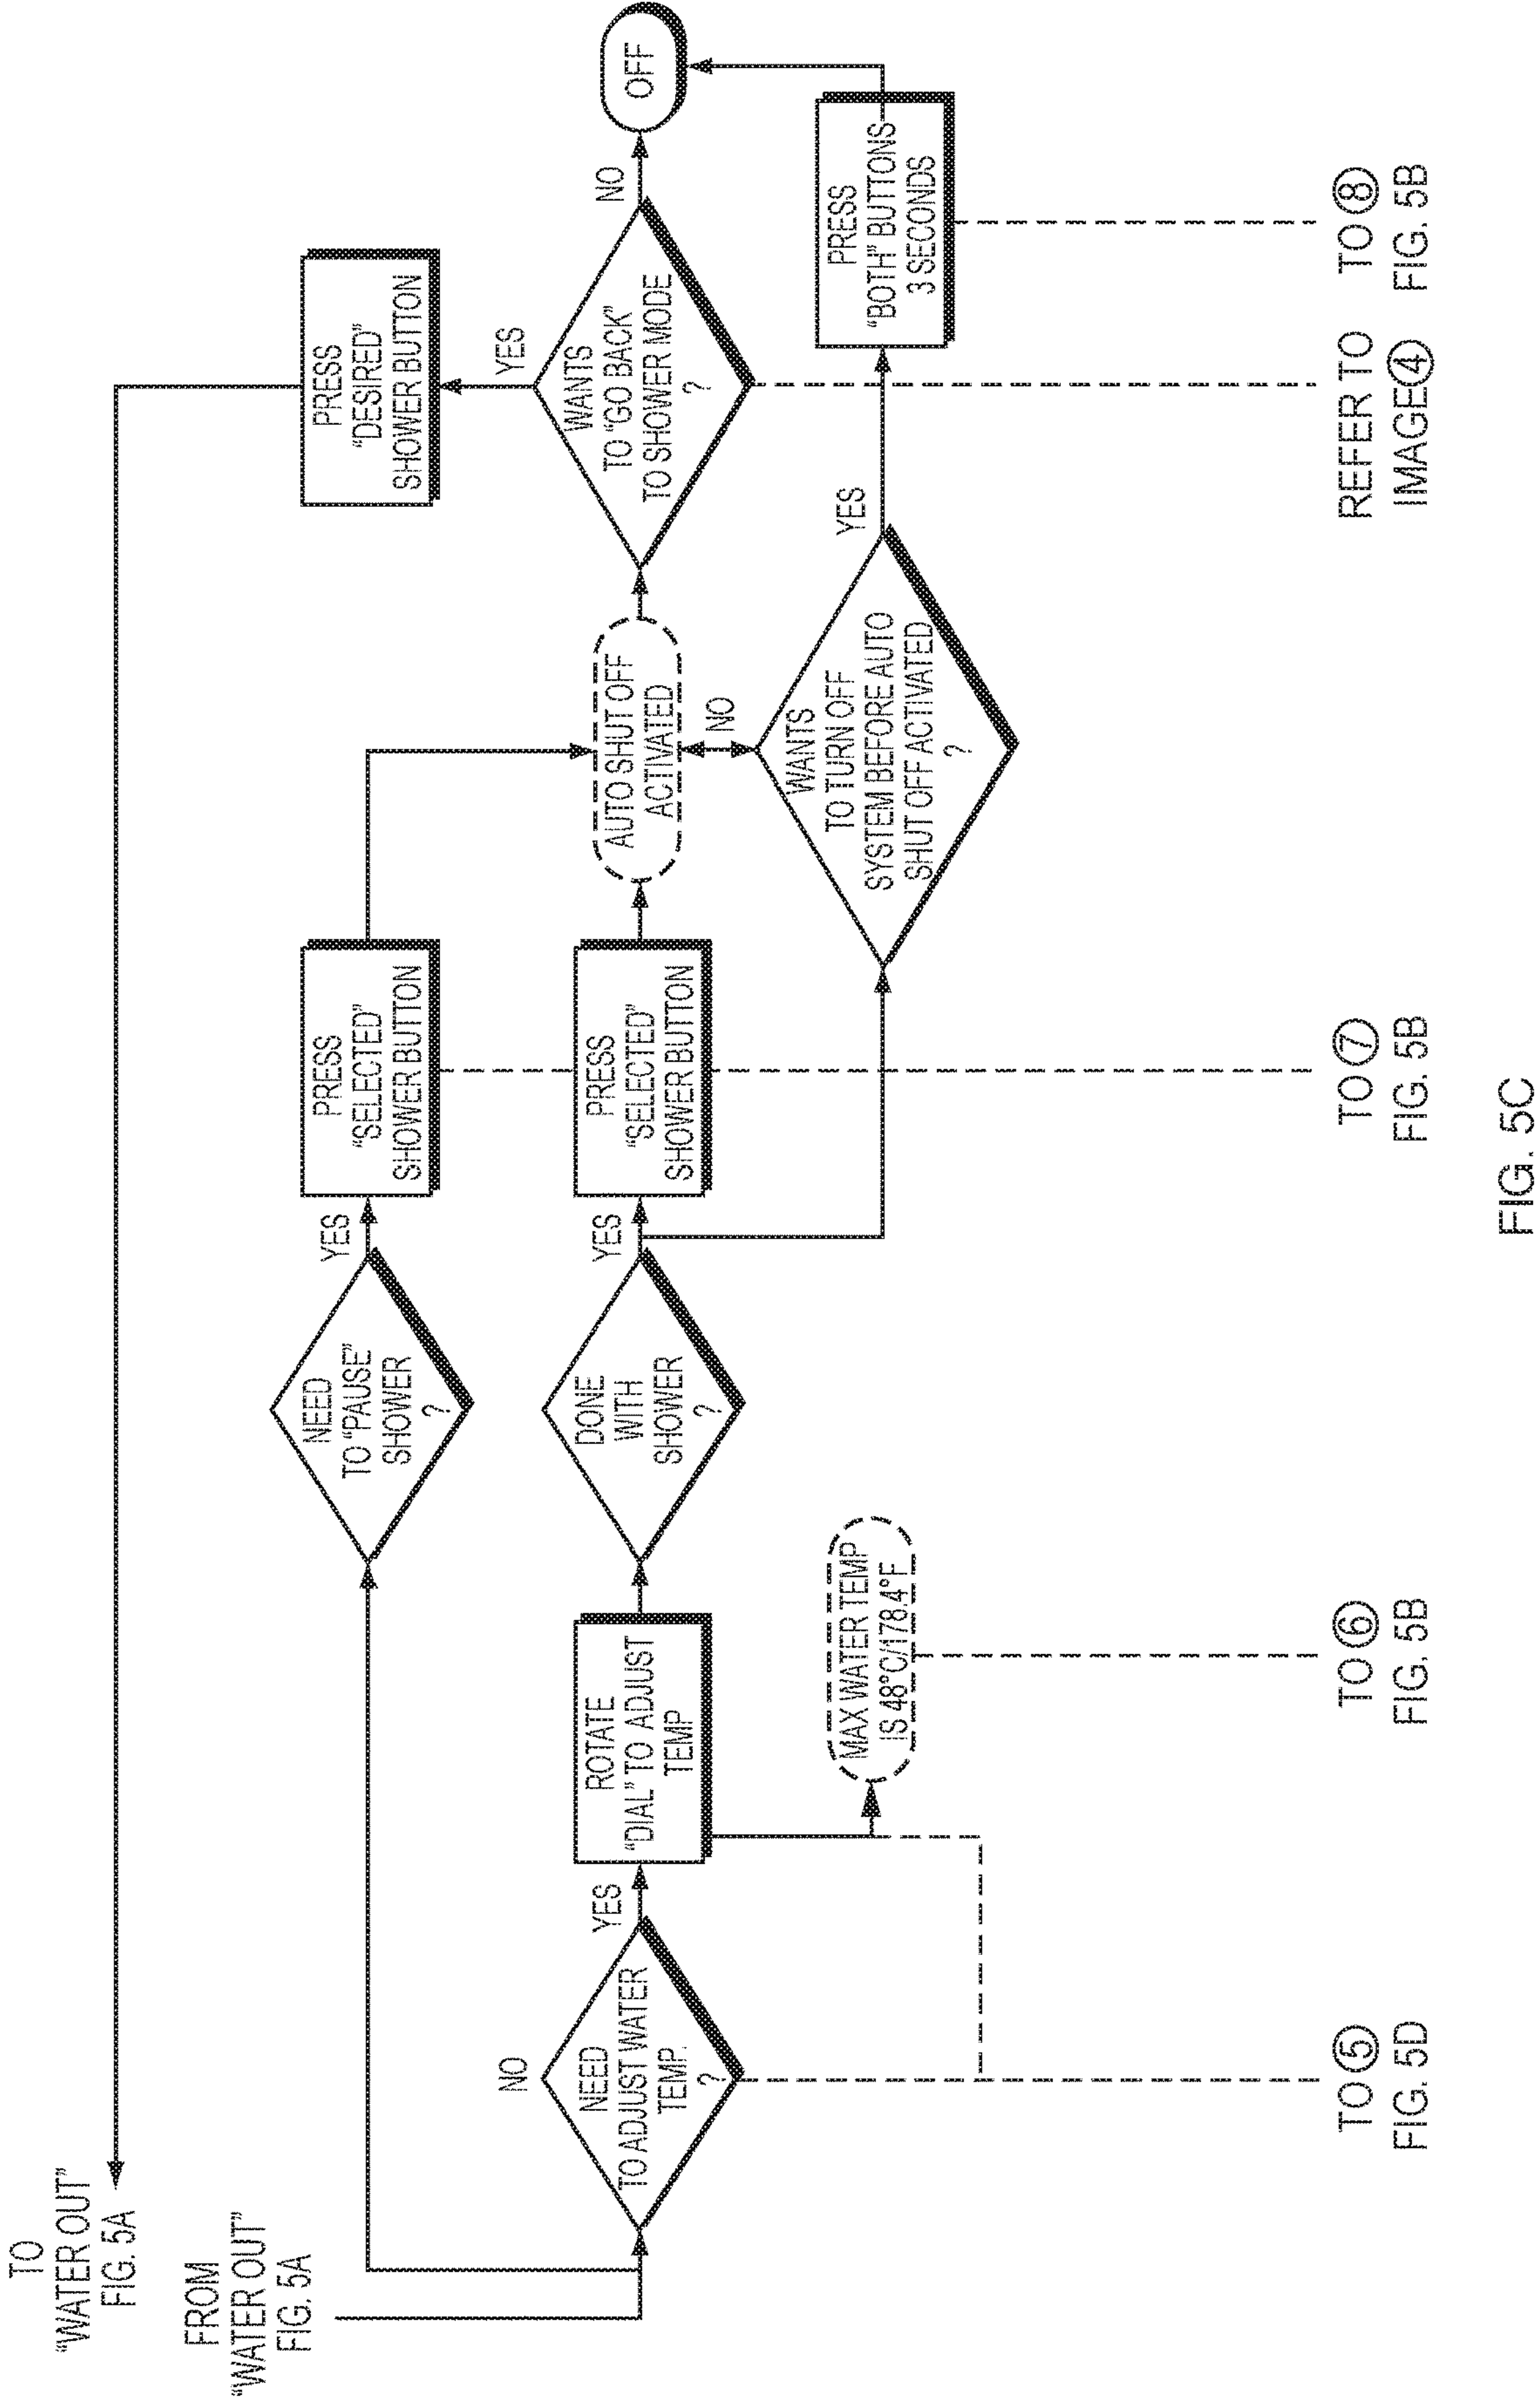 TO
“WATER OUT”
FIG. 5A
FROM
“WATER OUT”
FIG. 5A
NEED
TO “PAUSE”
SHOWER
?
YES
PRESS
“SELECTED”
SHOWER BUTTON
PRESS
“DESIRED”
SHOWER BUTTON
YES
NO
NEED
TO ADJUST WATER
TEMP.
?
YES
ROTATE
“DIAL” TO ADJUST
TEMP
DONE
WITH
SHOWER
?
YES
PRESS
“SELECTED”
SHOWER BUTTON
AUTO SHUT OFF
ACTIVATED
WANTS
TO “GO BACK”
TO SHOWER MODE
?
NO
OFF
NO
MAX WATER TEMP
IS 48°C/178.4°F
WANTS
TO TURN OFF
SYSTEM BEFORE AUTO
SHUT OFF ACTIVATED
?
YES
PRESS
“BOTH” BUTTONS
3 SECONDS
TO 5
FIG. 5D
TO 6
FIG. 5B
TO 7
FIG. 5B
REFER TO
IMAGE 4
TO 8
FIG. 5B
FIG. 5C